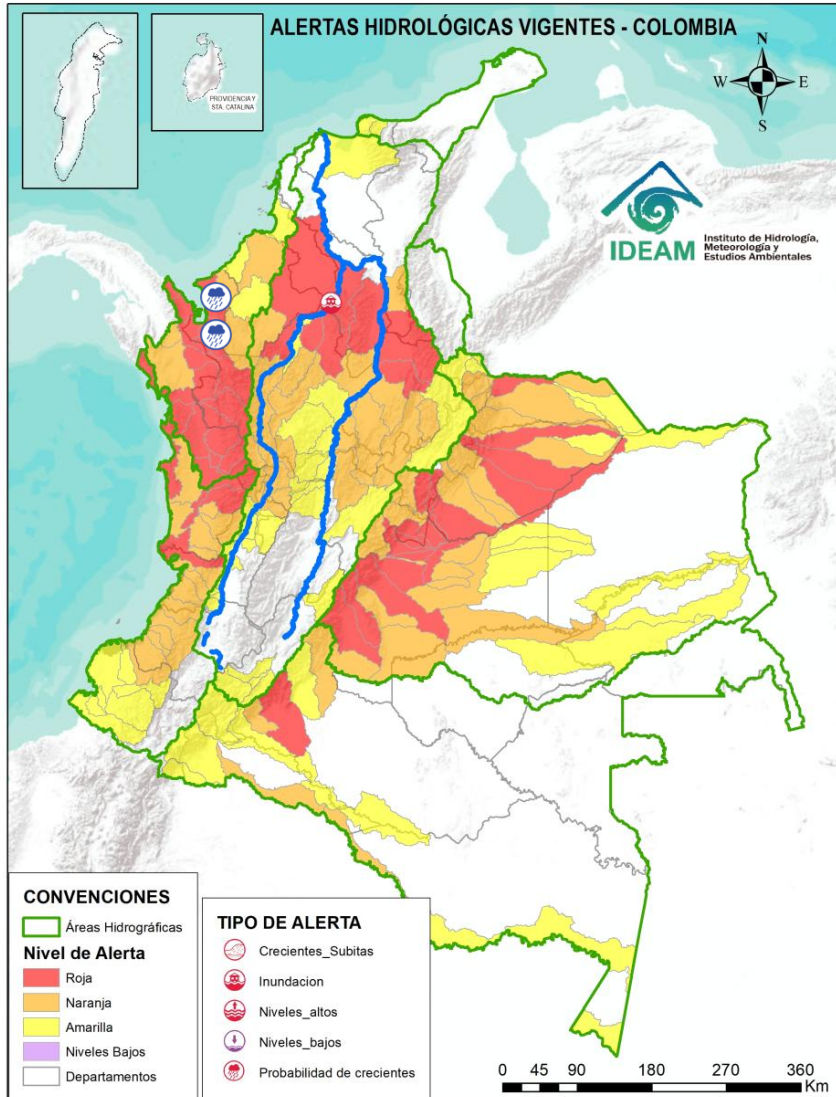 ALERTAS HIDROLÓGICAS VIGENTES - COLOMBIA
PROVIDENCIA Y
STA. CATALINA
N
W
E
S
IDEAM
Instituto de Hidrología,
Meteorología y
Estudios Ambientales
CONVENCIONES
Áreas Hidrográficas
Nivel de Alerta
Roja
Naranja
Amarilla
Niveles Bajos
Departamentos
TIPO DE ALERTA
Crecientes_Subitas
Inundacion
Niveles_altos
Niveles_bajos
Probabilidad de crecientes
0 45 90 180 270 360
Km